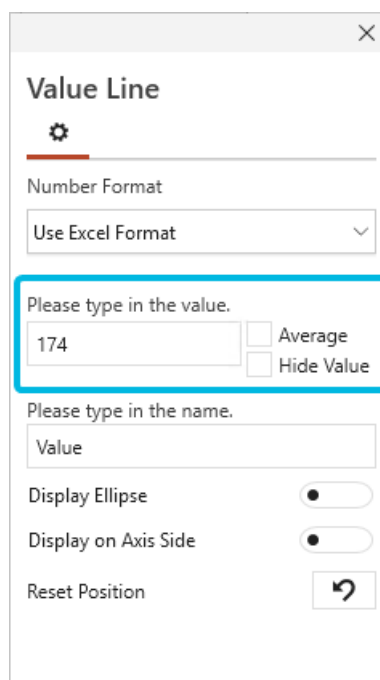 Value Line
Number Format
Use Excel Format
Please type in the value.
174
Average
Hide Value
Please type in the name.
Value
Display Ellipse
Display on Axis Side
Reset Position